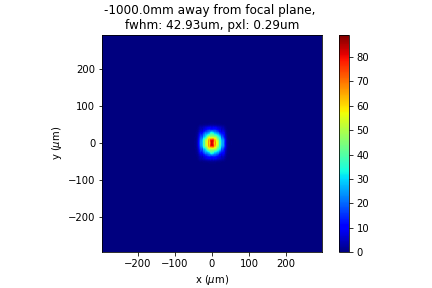 -1000.0mm away from focal plane,
fwhm: 42.93um, pxl: 0.29um
80
70
60
50
40
30
20
10
0
200
100
0
−100
−200
y (μm)
−200 −100 0 100 200
x (μm)